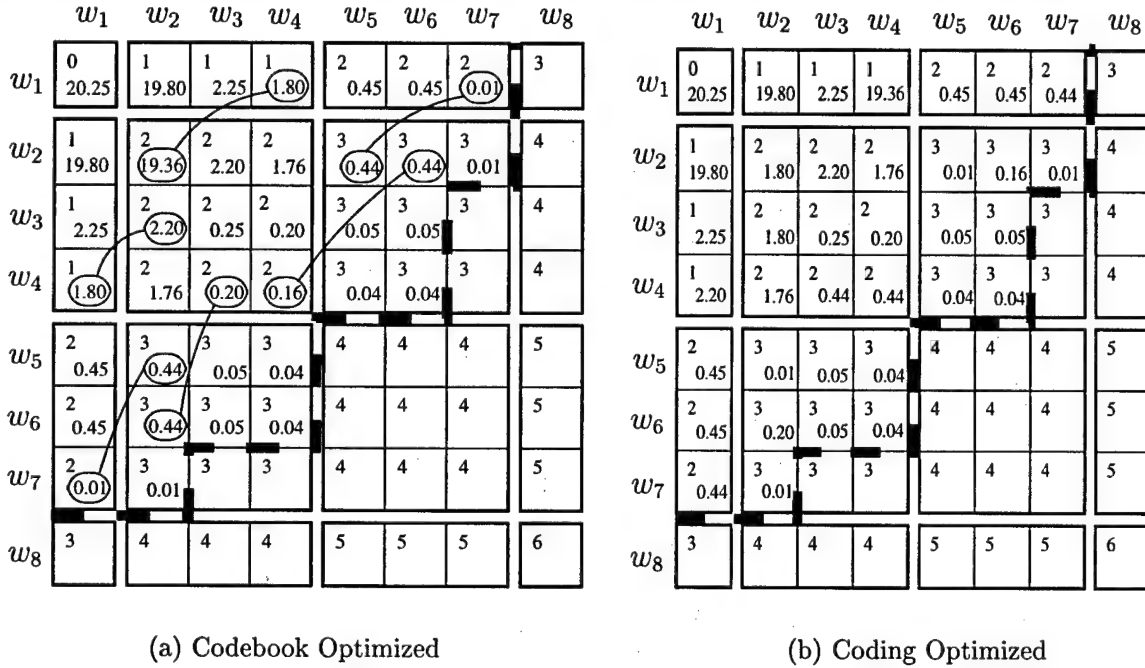 w1 w2 w3 w4 w5 w6 w7 w8
w1 0 20.25 1 19.80 1 2.25 1 1.80 2 0.45 2 0.45 2 0.01 3
w2 1 19.80 2 19.36 2 2.20 2 1.76 3 0.44 3 0.44 3 0.01 4
w3 1 2.25 2 2.20 2 0.25 2 0.20 3 0.05 3 0.05 3 4
w4 1 1.80 2 1.76 2 0.20 2 0.16 3 0.04 3 0.04 3 4
w5 2 0.45 3 0.44 3 0.05 3 0.04 4 4 4 5
w6 2 0.45 3 0.44 3 0.05 3 0.04 4 4 4 5
w7 2 0.01 3 0.01 3 3 4 4 4 5
w8 3 4 4 4 5 5 5 6
(a) Codebook Optimized
w1 w2 w3 w4 w5 w6 w7 w8
w1 0 20.25 1 19.80 1 2.25 1 19.36 2 0.45 2 0.45 2 0.44 3
w2 1 19.80 2 1.80 2 2.20 2 1.76 3 0.01 3 0.16 3 0.01 4
w3 1 2.25 2 1.80 2 0.25 2 0.20 3 0.05 3 0.05 3 4
w4 1 2.20 2 1.76 2 0.44 2 0.44 3 0.04 3 0.04 3 4
w5 2 0.45 3 0.01 3 0.05 3 0.04 4 4 4 5
w6 2 0.45 3 0.20 3 0.05 3 0.04 4 4 4 5
w7 2 0.44 3 0.01 3 3 4 4 4 5
w8 3 4 4 4 5 5 5 6
(b) Coding Optimized